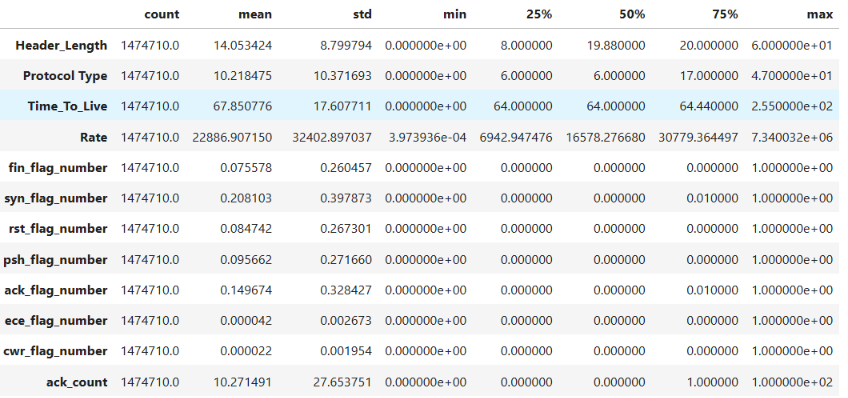 count mean std min 25% 50% 75% max
Header_Length 1474710.0 14.053424 8.799794 0.000000e+00 8.000000 19.880000 20.000000 6.000000e+01
Protocol Type 1474710.0 10.218475 10.371693 0.000000e+00 6.000000 6.000000 17.000000 4.700000e+01
Time_To_Live 1474710.0 67.850776 17.607711 0.000000e+00 64.000000 64.000000 64.440000 2.550000e+02
Rate 1474710.0 22886.907150 32402.897037 3.973936e-04 6942.947476 16578.276680 30779.364497 7.340032e+06
fin_flag_number 1474710.0 0.075578 0.260457 0.000000e+00 0.000000 0.000000 0.000000 1.000000e+00
syn_flag_number 1474710.0 0.208103 0.397873 0.000000e+00 0.000000 0.000000 0.010000 1.000000e+00
rst_flag_number 1474710.0 0.084742 0.267301 0.000000e+00 0.000000 0.000000 0.000000 1.000000e+00
psh_flag_number 1474710.0 0.095662 0.271660 0.000000e+00 0.000000 0.000000 0.000000 1.000000e+00
ack_flag_number 1474710.0 0.149674 0.328427 0.000000e+00 0.000000 0.000000 0.010000 1.000000e+00
ece_flag_number 1474710.0 0.000042 0.002673 0.000000e+00 0.000000 0.000000 0.000000 1.000000e+00
cwr_flag_number 1474710.0 0.000022 0.001954 0.000000e+00 0.000000 0.000000 0.000000 1.000000e+00
ack_count 1474710.0 10.271491 27.653751 0.000000e+00 0.000000 0.000000 1.000000 1.000000e+02